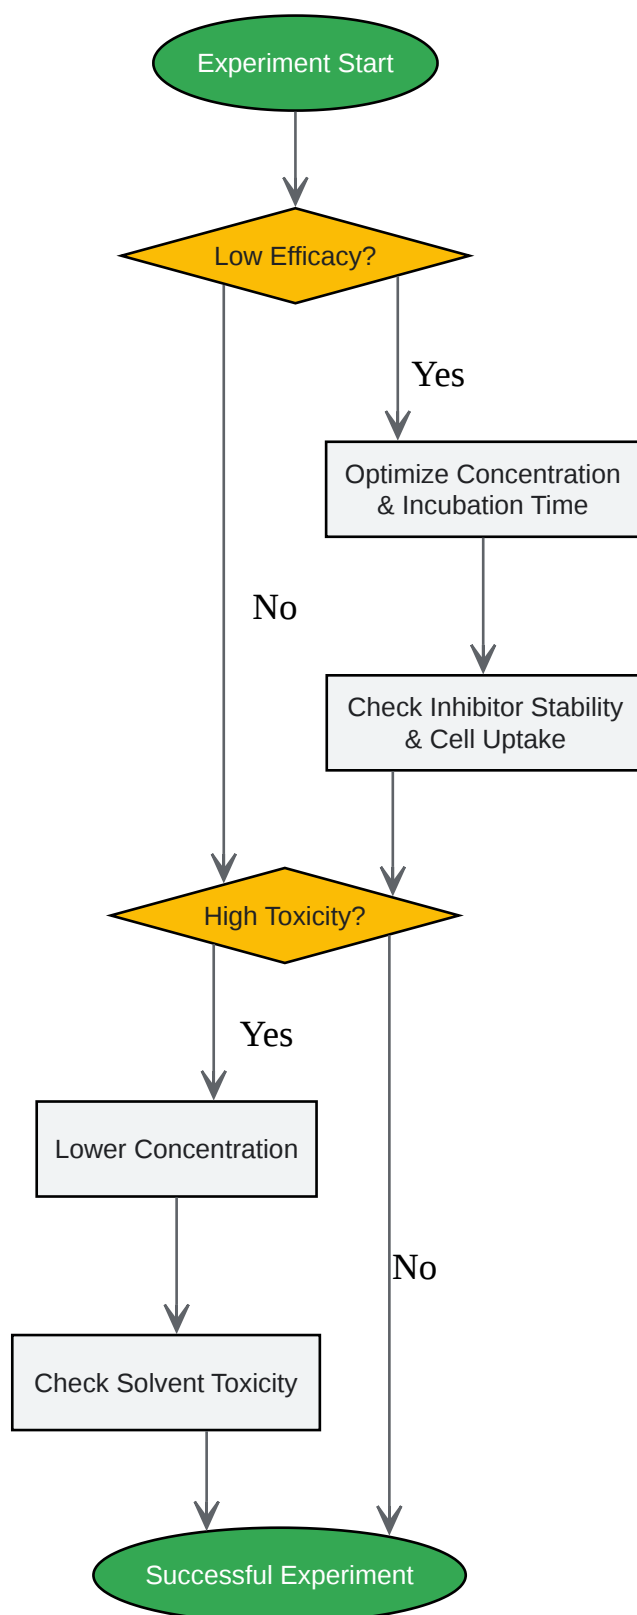 Experiment Start
Low Efficacy?
Yes
Optimize Concentration
& Incubation Time
No
Check Inhibitor Stability
& Cell Uptake
High Toxicity?
Yes
Lower Concentration
No
Check Solvent Toxicity
Successful Experiment